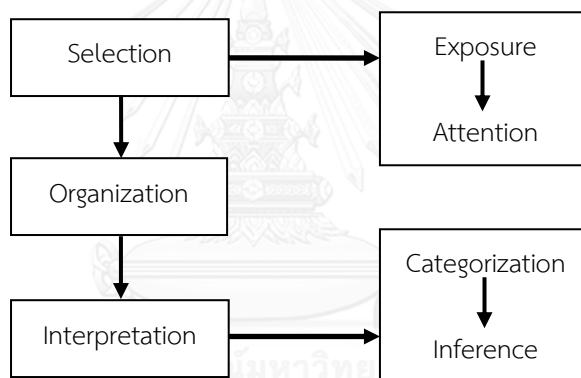 Selection
Exposure
Attention
Organization
Categorization
Interpretation
Inference